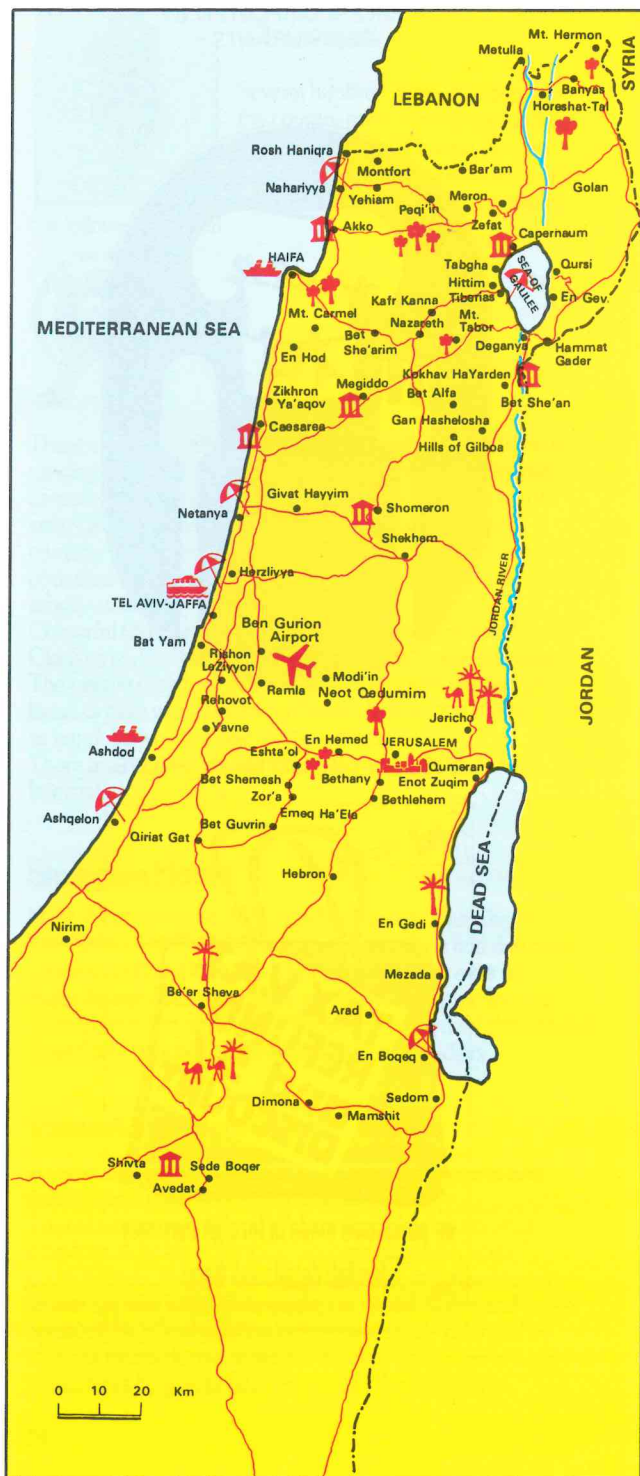 Mt. Hermon
Metulla
SYRIA
Banyas
LEBANON
Horeshat-Tal
Rosh Haniqra
Montfort
Bar'am
Nahariyya
Yehiam
Meron
Golan
Peqi'in
Zefat
Akko
Capernaum
HAIFA
Tabgha
SEA OF
GALILEE
Qursi
Hittim
Tiberias
En Gev.
Kafr Kanna
MEDITERRANEAN SEA
Mt. Carmel
Nazareth
Mt.
Tabor
Bet
She'arim
Deganya
Hammat
Gader
En Hod
Kokhav HaYarden
Zikhron
Ya'aqov
Megiddo
Bet Alfa
Bet She'an
Gan Hashelosha
Caesarea
Hills of Gilboa
Givat Hayyim
Shomeron
Netanya
Shekhem
Herzliyya
JORDAN RIVER
TEL AVIV-JAFFA
Ben Gurion
Airport
Bat Yam
Rishon
LeZiyyon
JORDAN
Ramla
Modi'in
Neot Qedumim
Rehovot
Jericho
Yavne
En Hemed
JERUSALEM
Ashdod
Eshta'ol
Qumeran
Bet Shemesh
Bethany
Enot Zuqim
Zor'a
Bethlehem
Ashqelon
Bet Guvrin
Emeq Ha'Ela
Qiriat Gat
Hebron
DEAD SEA
En Gedi
Nirim
Mezada
Be'er Sheva
Arad
En Boqeq
Dimona
Sedom
Mamshit
Shivta
Sede Boqer
Avedat
0 10 20 Km